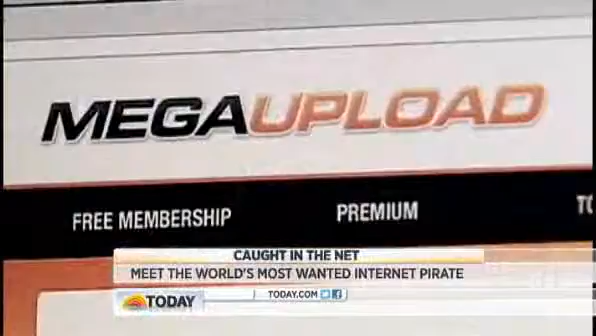 MEGAUPLOAD
FREE MEMBERSHIP PREMIUM
CAUGHT IN THE NET
MEET THE WORLD'S MOST WANTED INTERNET PIRATE
TODAY TODAY.COM